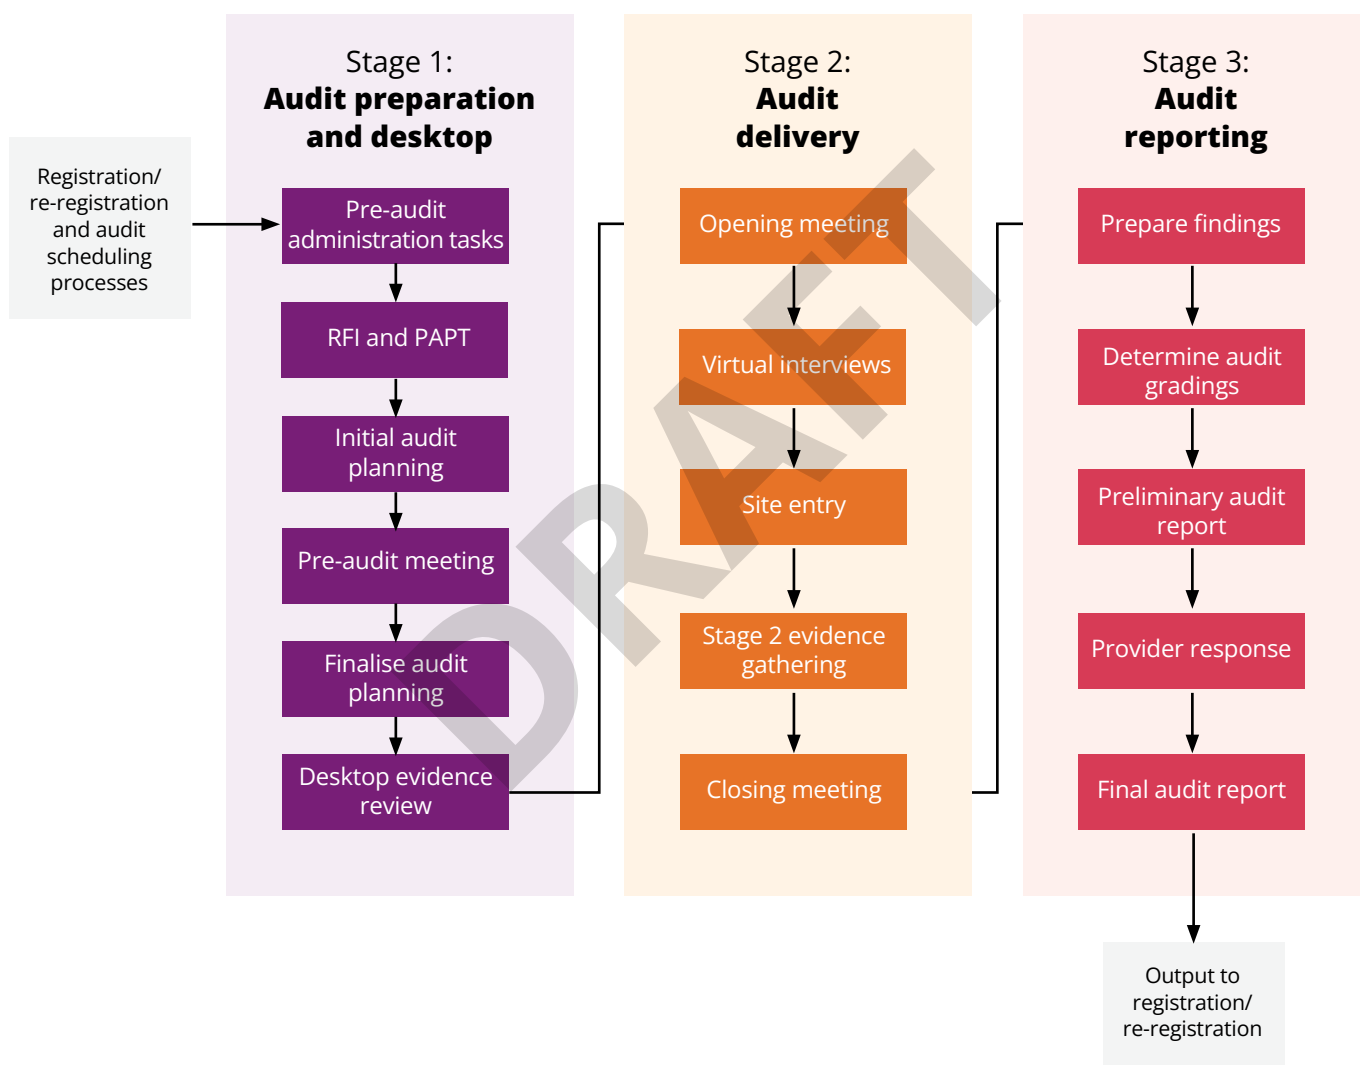 Registration/
re-registration
and audit
scheduling
processes
Stage 1:
Audit preparation
and desktop
Pre-audit
administration tasks
RFI and PAPT
Initial audit
planning
Pre-audit meeting
Finalise audit
planning
Desktop evidence
review
Stage 2:
Audit
delivery
Opening meeting
Virtual interviews
Site entry
Stage 2 evidence
gathering
Closing meeting
Stage 3:
Audit
reporting
Prepare findings
Determine audit
gradings
Preliminary audit
report
Provider response
Final audit report
Output to
registration/
re-registration
DRAFT